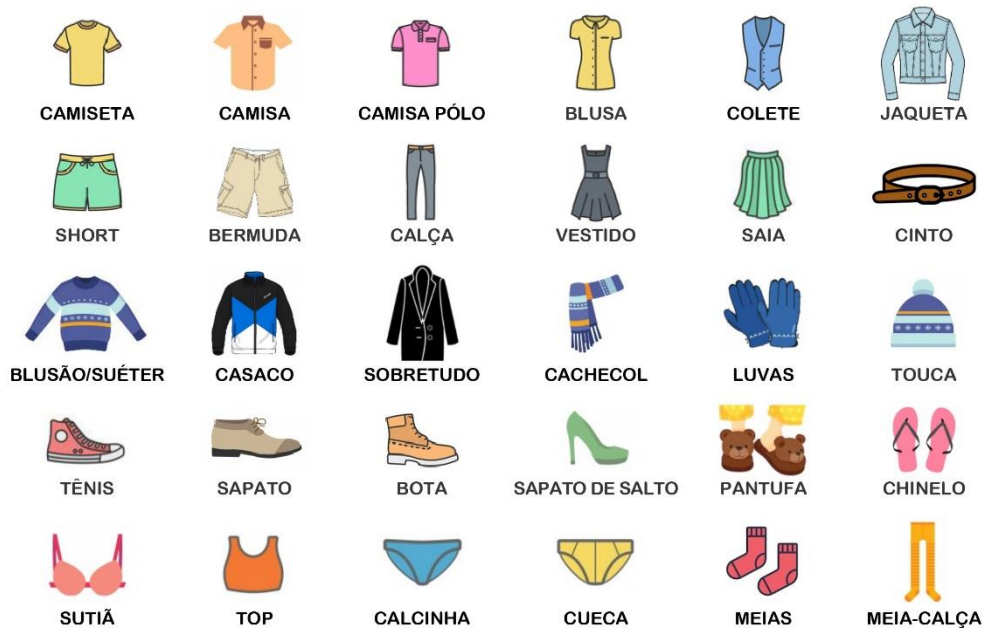 CAMISETA
CAMISA
CAMISA PÓLO
BLUSA
COLETE
JAQUETA
SHORT
BERMUDA
CALÇA
VESTIDO
SAIA
CINTO
BLUSÃO/SUÉTER
CASACO
SOBRETUDO
CACHECOL
LUVAS
TOUCA
TÊNIS
SAPATO
BOTA
SAPATO DE SALTO
PANTUFA
CHINELO
SUTIÃ
TOP
CALCINHA
CUECA
MEIAS
MEIA-CALÇA